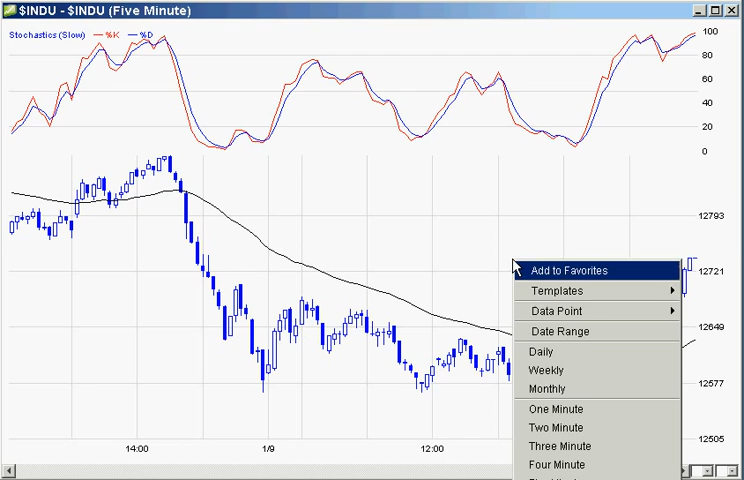 $INDU - $INDU (Five Minute)
Stochastics (Slow) %K %D
100
80
60
40
20
0
12793
12721
12649
12577
12505
Add to Favorites
Templates
Data Point
Date Range
Daily
Weekly
Monthly
One Minute
Two Minute
Three Minute
Four Minute
14:00 1/9 12:00